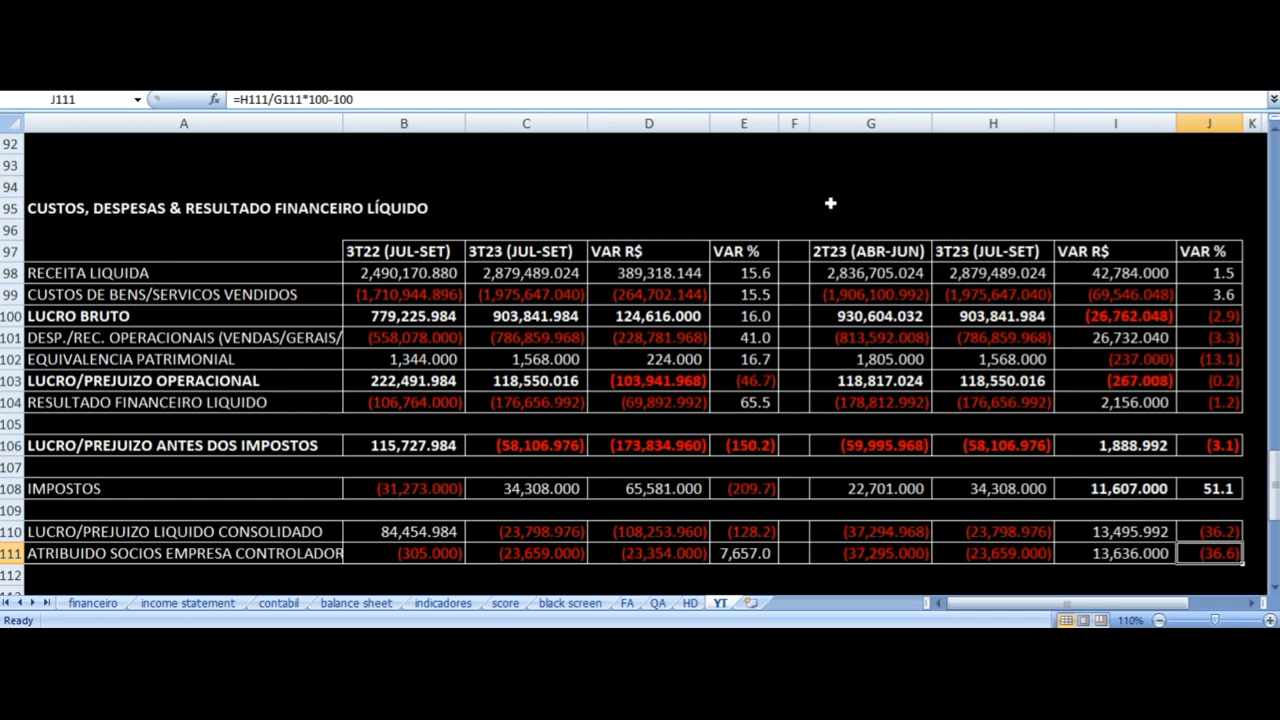 J111 fx =H111/G111*100-100
A B C D E F G H I J K
92
93
94
95 CUSTOS, DESPESAS & RESULTADO FINANCEIRO LÍQUIDO
96
97 3T22 (JUL-SET) 3T23 (JUL-SET) VAR R$ VAR % 2T23 (ABR-JUN) 3T23 (JUL-SET) VAR R$ VAR %
98 RECEITA LIQUIDA 2,490,170.880 2,879,489.024 389,318.144 15.6 2,836,705.024 2,879,489.024 42,784.000 1.5
99 CUSTOS DE BENS/SERVICOS VENDIDOS (1,710,944.896) (1,975,647.040) (264,702.144) 15.5 (1,906,100.992) (1,975,647.040) (69,546.048) 3.6
100 LUCRO BRUTO 779,225.984 903,841.984 124,616.000 16.0 930,604.032 903,841.984 (26,762.048) (2.9)
101 DESP./REC. OPERACIONAIS (VENDAS/GERAIS/ (558,078.000) (786,859.968) (228,781.968) 41.0 (813,592.008) (786,859.968) 26,732.040 (3.3)
102 EQUIVALENCIA PATRIMONIAL 1,344.000 1,568.000 224.000 16.7 1,805.000 1,568.000 (237.000) (13.1)
103 LUCRO/PREJUIZO OPERACIONAL 222,491.984 118,550.016 (103,941.968) (46.7) 118,817.024 118,550.016 (267.008) (0.2)
104 RESULTADO FINANCEIRO LIQUIDO (106,764.000) (176,656.992) (69,892.992) 65.5 (178,812.992) (176,656.992) 2,156.000 (1.2)
105
106 LUCRO/PREJUIZO ANTES DOS IMPOSTOS 115,727.984 (58,106.976) (173,834.960) (150.2) (59,995.968) (58,106.976) 1,888.992 (3.1)
107
108 IMPOSTOS (31,273.000) 34,308.000 65,581.000 (209.7) 22,701.000 34,308.000 11,607.000 51.1
109
110 LUCRO/PREJUIZO LIQUIDO CONSOLIDADO 84,454.984 (23,798.976) (108,253.960) (128.2) (37,294.968) (23,798.976) 13,495.992 (36.2)
111 ATRIBUIDO SOCIOS EMPRESA CONTROLADOR (305.000) (23,659.000) (23,354.000) 7,657.0 (37,295.000) (23,659.000) 13,636.000 (36.6)
112
financeiro income statement contabil balance sheet indicadores score black screen FA QA HD YT
Ready 110%